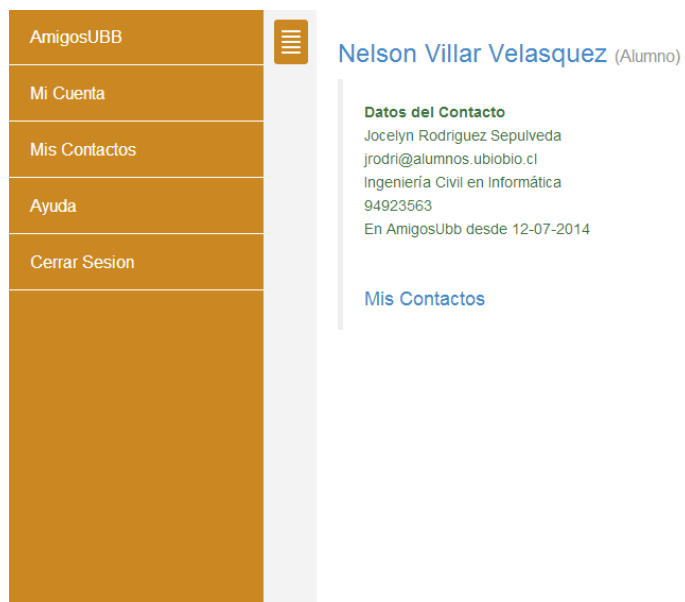 AmigosUBB
Mi Cuenta
Mis Contactos
Ayuda
Cerrar Sesion
Nelson Villar Velasquez (Alumno)
Datos del Contacto
Jocelyn Rodriguez Sepulveda
jrodri@alumnos.ubiobio.cl
Ingeniería Civil en Informática
94923563
En AmigosUbb desde 12-07-2014
Mis Contactos